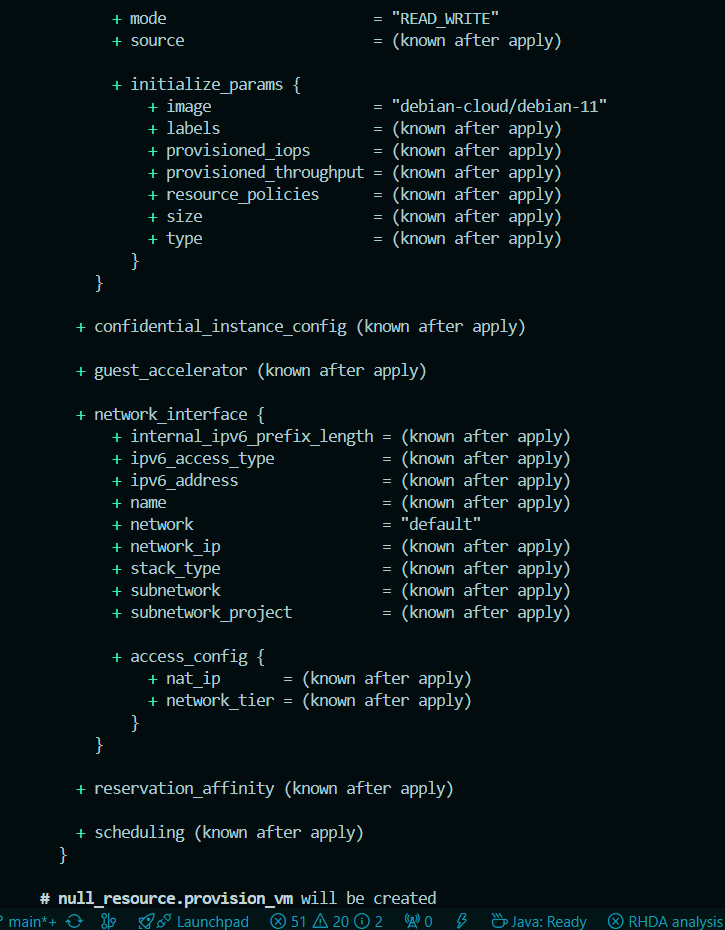 + mode                       = "READ_WRITE"
+ source                     = (known after apply)
+ initialize_params {
+ image                  = "debian-cloud/debian-11"
+ labels                 = (known after apply)
+ provisioned_iops       = (known after apply)
+ provisioned_throughput = (known after apply)
+ resource_policies      = (known after apply)
+ size                   = (known after apply)
+ type                   = (known after apply)
}
}
+ confidential_instance_config (known after apply)
+ guest_accelerator (known after apply)
+ network_interface {
+ internal_ipv6_prefix_length = (known after apply)
+ ipv6_access_type            = (known after apply)
+ ipv6_address                = (known after apply)
+ name                        = (known after apply)
+ network                     = "default"
+ network_ip                  = (known after apply)
+ stack_type                  = (known after apply)
+ subnetwork                  = (known after apply)
+ subnetwork_project          = (known after apply)
+ access_config {
+ nat_ip       = (known after apply)
+ network_tier = (known after apply)
}
}
+ reservation_affinity (known after apply)
+ scheduling (known after apply)
}
# null_resource.provision_vm will be created
main*+ Launchpad 51 20 2 0 Java: Ready RHDA analysis